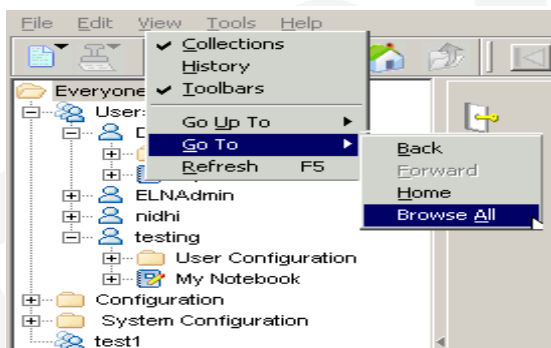 File Edit View Tools Help
Collections
History
Toolbars
Go Up To
Go To
Refresh F5
Back
Forward
Home
Browse All
Everyone
User
D
ELNAdmin
nidhi
testing
User Configuration
My Notebook
Configuration
System Configuration
test1